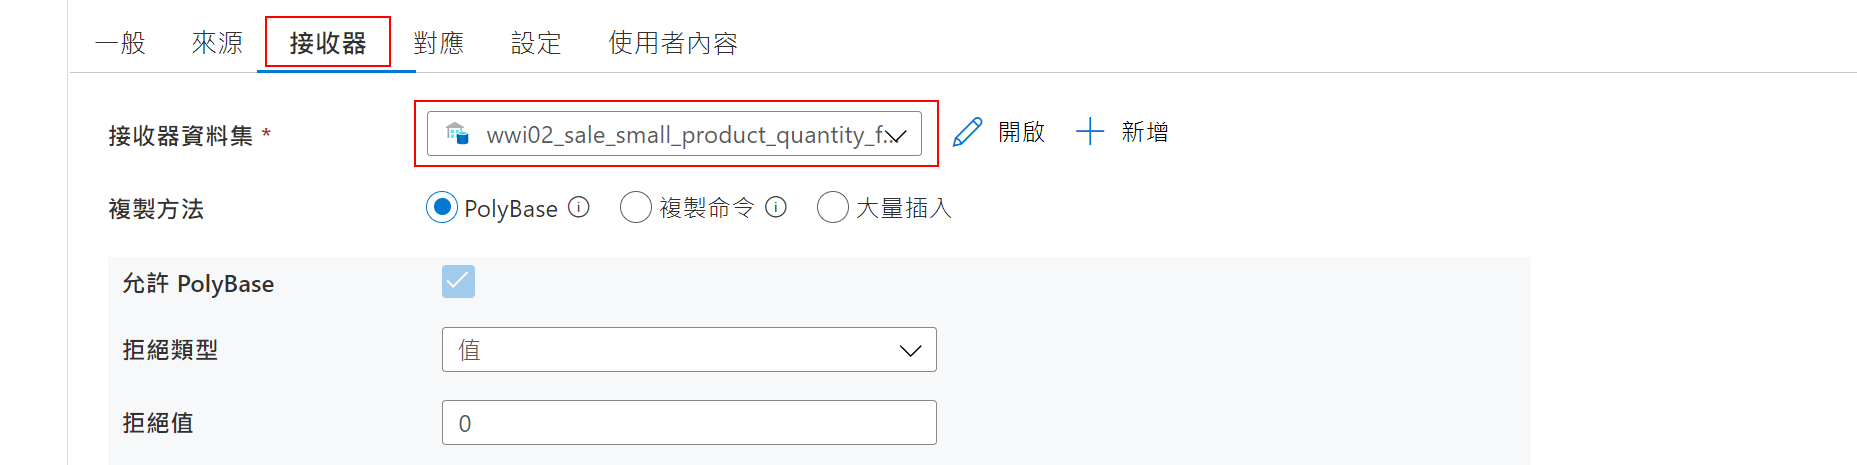 一般 來源 接收器 對應 設定 使用者內容
接收器資料集 * wwi02_sale_small_product_quantity_f... 開啟 新增
複製方法 PolyBase 複製命令 大量插入
允許 PolyBase
拒絕類型 值
拒絕值 0